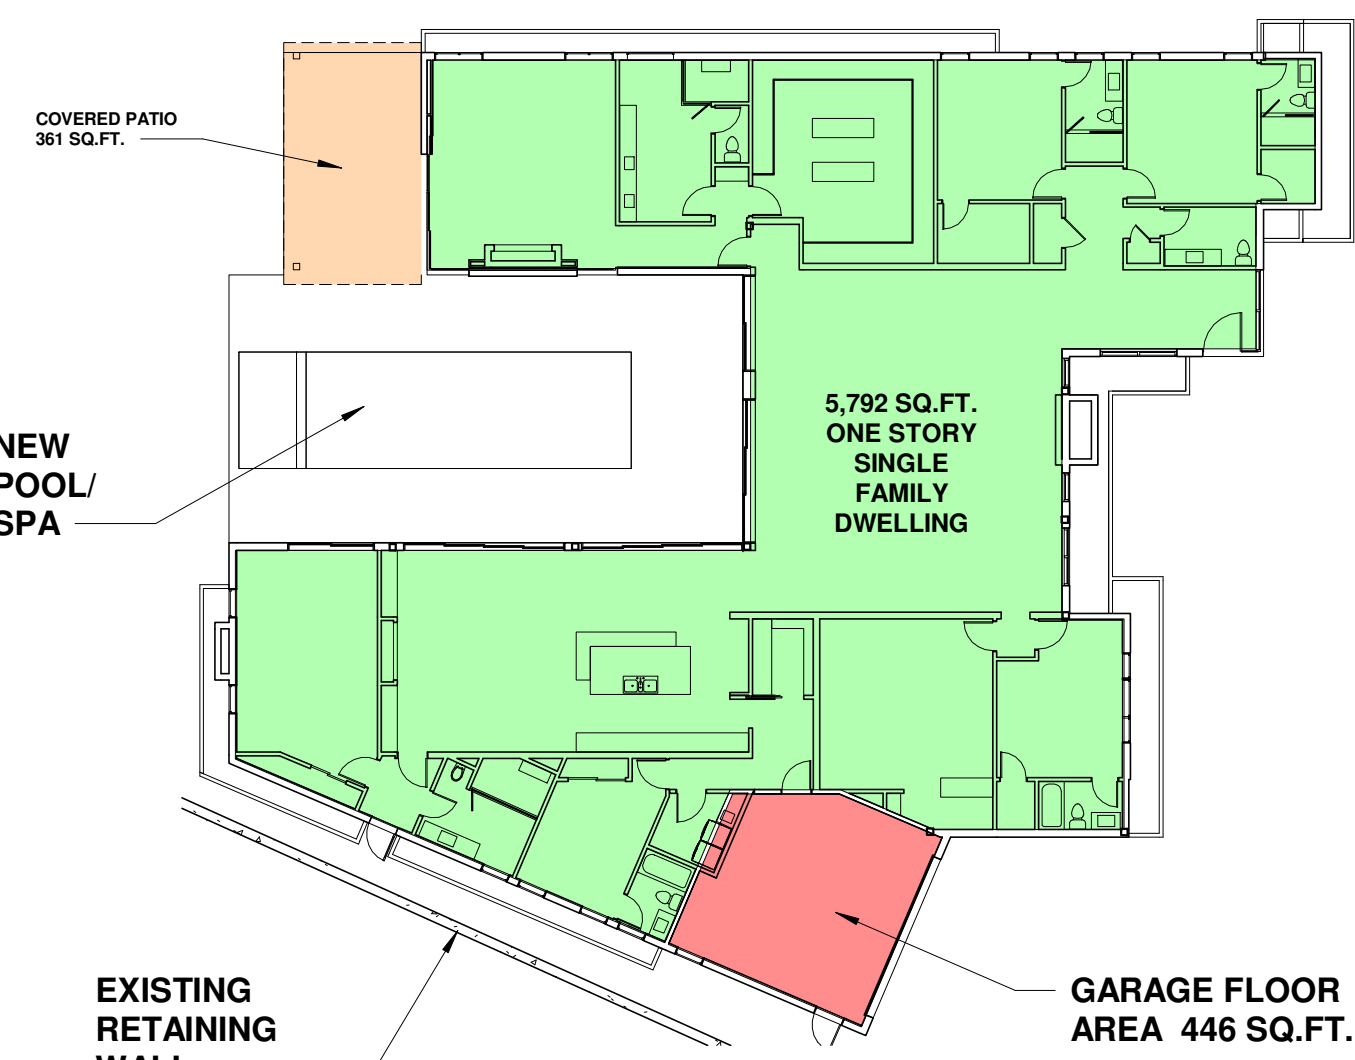 COVERED PATIO
361 SQ.FT.
NEW
POOL/
SPA
5,792 SQ.FT.
ONE STORY
SINGLE
FAMILY
DWELLING
EXISTING
RETAINING
WALL
GARAGE FLOOR
AREA 446 SQ.FT.